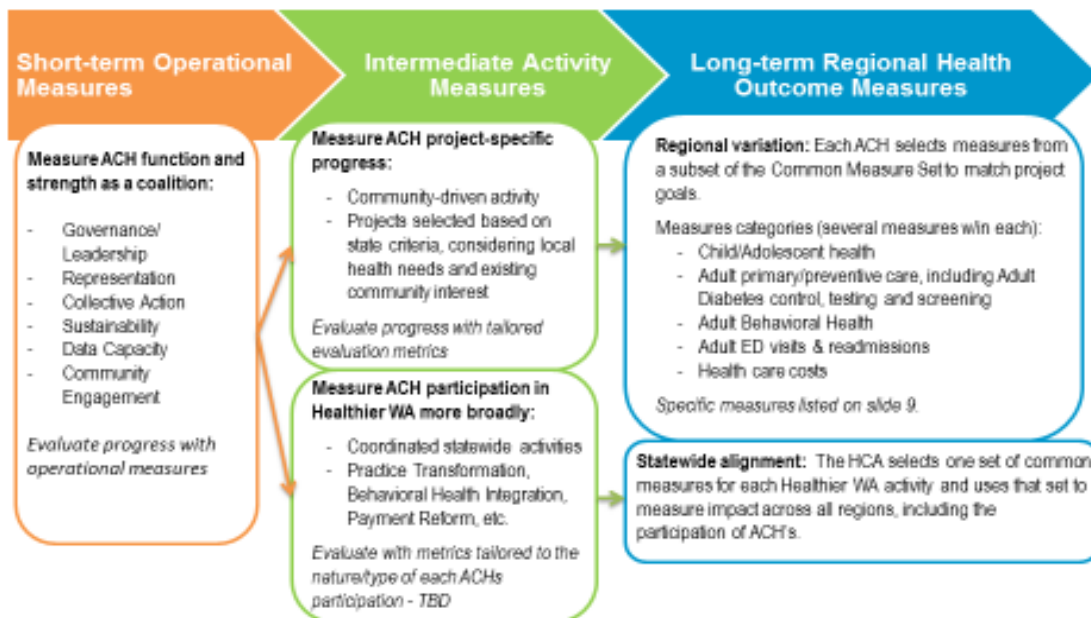 Short-term Operational
Measures
Intermediate Activity
Measures
Long-term Regional Health
Outcome Measures
Measure ACH function and
strength as a coalition:
- Governance/
Leadership
- Representation
- Collective Action
- Sustainability
- Data Capacity
- Community
Engagement
Evaluate progress with
operational measures
Measure ACH project-specific
progress:
- Community-driven activity
- Projects selected based on
state criteria, considering local
health needs and existing
community interest
Evaluate progress with tailored
evaluation metrics
Measure ACH participation in
Healthier WA more broadly:
- Coordinated statewide activities
- Practice Transformation,
Behavioral Health Integration,
Payment Reform, etc.
Evaluate with metrics tailored to the
nature/type of each ACHs
participation - TBD
Regional variation: Each ACH selects measures from
a subset of the Common Measure Set to match project
goals.
Measures categories (several measures w/in each):
- Child/Adolescent health
- Adult primary/preventive care, including Adult
Diabetes control, testing and screening
- Adult Behavioral Health
- Adult ED visits & readmissions
- Health care costs
Specific measures listed on slide 9.
Statewide alignment: The HCA selects one set of common
measures for each Healthier WA activity and uses that set to
measure impact across all regions, including the
participation of ACH's.